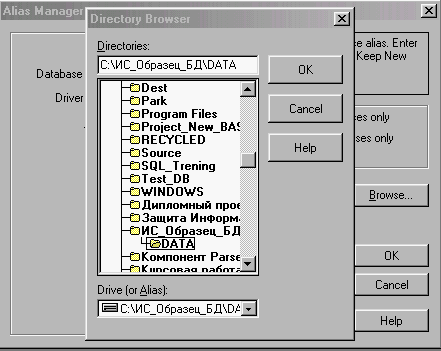 Alias Manager
Directory Browser
Directories:
C:\ИС_Образец_БД\DATA
OK
Cancel
Help
Dest
Park
Program Files
Project_New_BAS
RECYCLED
Source
SQL_Trening
Test_DB
WINDOWS
Дипломный прое
Защита Информа
ИС_Образец_БД
DATA
Компонент Parse
Курсовая работа
Drive (or Alias):
C:\ИС_Образец_БД\DA
Database
Driver
ce alias. Enter
Keep New
ses only
ses only
Browse...
OK
Cancel
Help